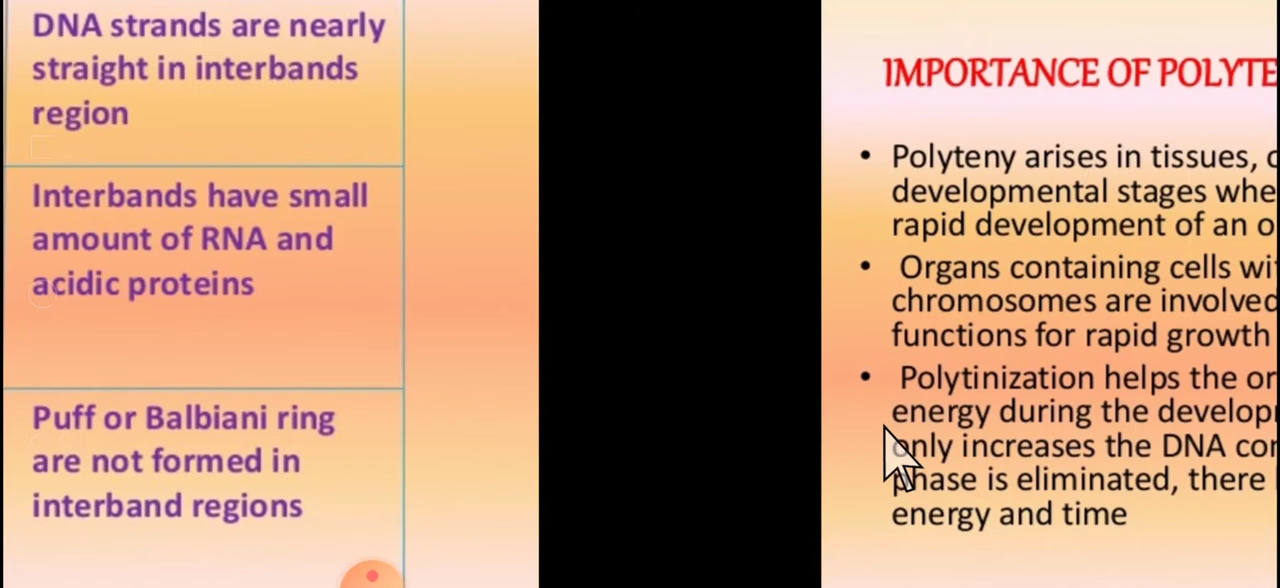 DNA strands are nearly
straight in interbands
region
Interbands have small
amount of RNA and
acidic proteins
Puff or Balbiani ring
are not formed in
interband regions
IMPORTANCE OF POLYTE
• Polyteny arises in tissues,
developmental stages whe
rapid development of an o
• Organs containing cells wi
chromosomes are involved
functions for rapid growth
• Polytinization helps the or
energy during the develop
only increases the DNA con
phase is eliminated, there
energy and time